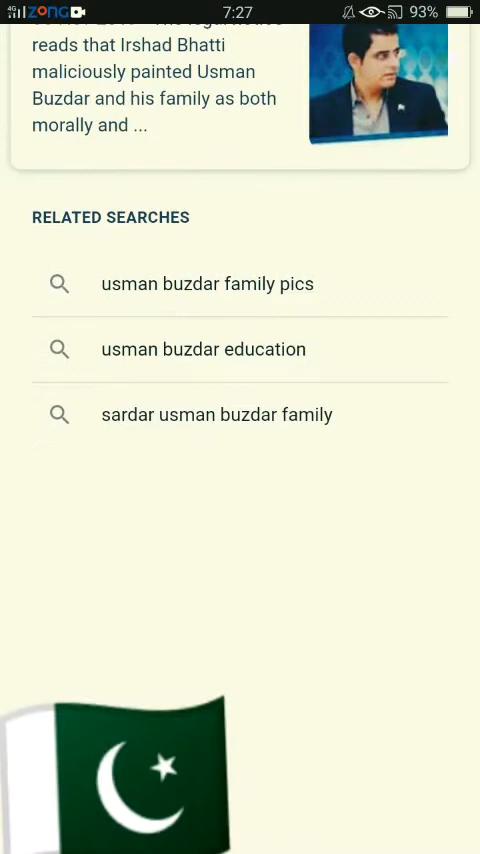 4G ZONG 7:27 93%
reads that Irshad Bhatti
maliciously painted Usman
Buzdar and his family as both
morally and ...
RELATED SEARCHES
usman buzdar family pics
usman buzdar education
sardar usman buzdar family